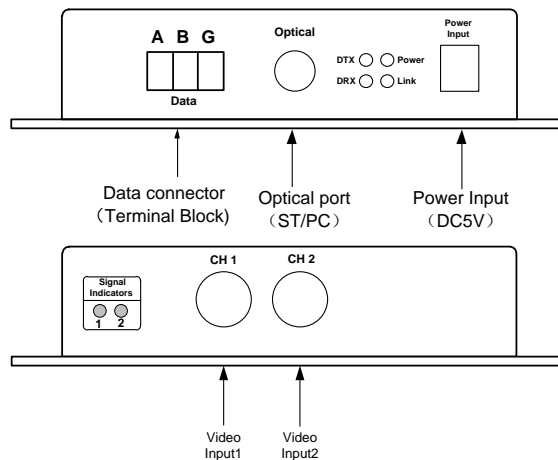 A B G
Optical
Power
Input
DTX Power
DRX Link
Data
Data connector
（Terminal Block）
Optical port
（ST/PC）
Power Input
（DC5V）
CH 1 CH 2
Signal
Indicators
1 2
Video
Input1
Video
Input2